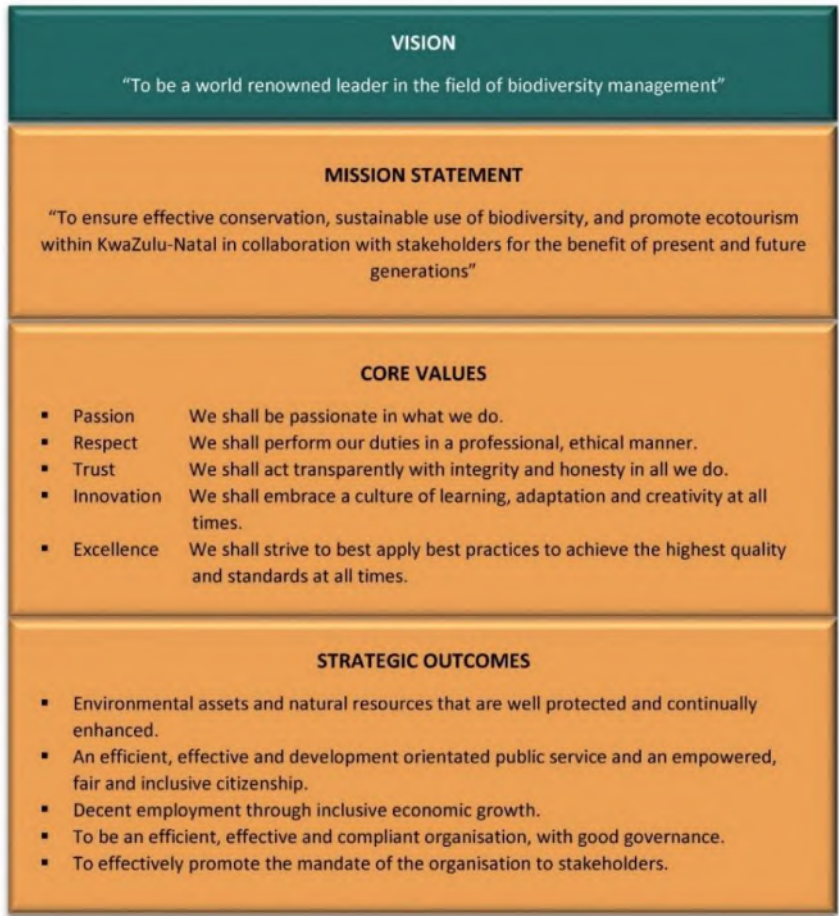 VISION
“To be a world renowned leader in the field of biodiversity management”
MISSION STATEMENT
“To ensure effective conservation, sustainable use of biodiversity, and promote ecotourism
within KwaZulu-Natal in collaboration with stakeholders for the benefit of present and future
generations”
CORE VALUES
▪ Passion We shall be passionate in what we do.
▪ Respect We shall perform our duties in a professional, ethical manner.
▪ Trust We shall act transparently with integrity and honesty in all we do.
▪ Innovation We shall embrace a culture of learning, adaptation and creativity at all
times.
▪ Excellence We shall strive to best apply best practices to achieve the highest quality
and standards at all times.
STRATEGIC OUTCOMES
▪ Environmental assets and natural resources that are well protected and continually
enhanced.
▪ An efficient, effective and development orientated public service and an empowered,
fair and inclusive citizenship.
▪ Decent employment through inclusive economic growth.
▪ To be an efficient, effective and compliant organisation, with good governance.
▪ To effectively promote the mandate of the organisation to stakeholders.